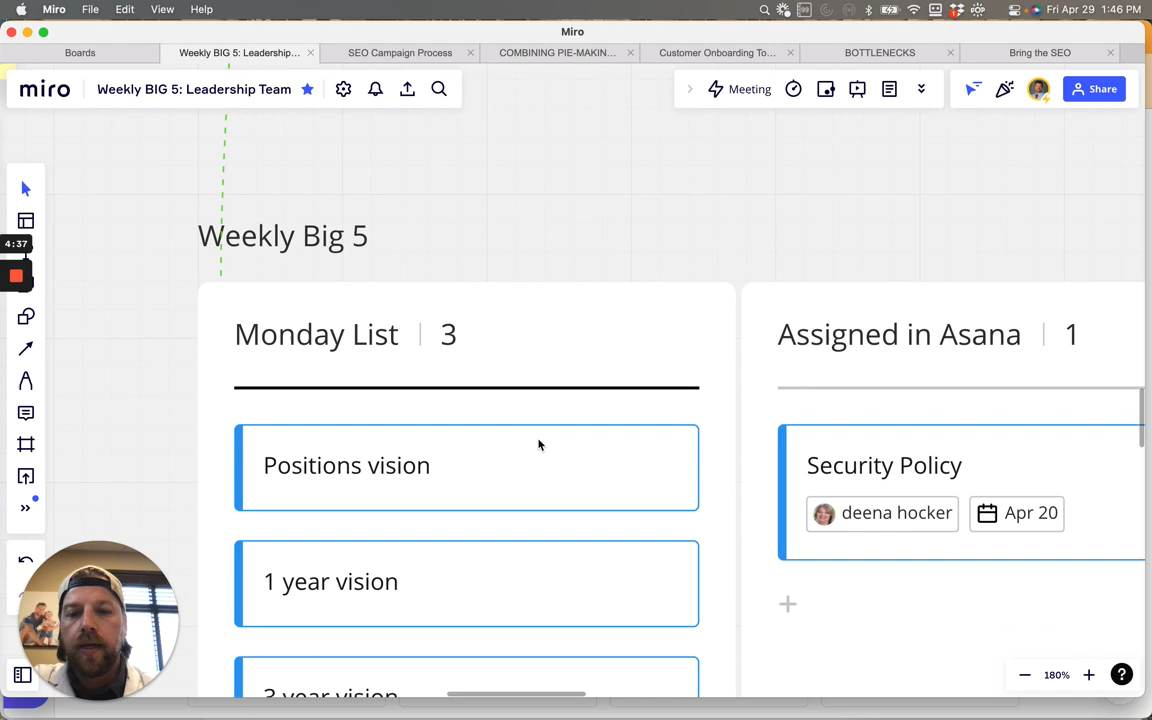 Miro File Edit View Help Fri Apr 29 1:46 PM
Miro
Boards Weekly BIG 5: Leadership... SEO Campaign Process COMBINING PIE-MAKIN... Customer Onboarding To... BOTTLENECKS Bring the SEO
miro Weekly BIG 5: Leadership Team Meeting Share
4:37
Weekly Big 5
Monday List 3
Assigned in Asana 1
Positions vision
Security Policy
deena hocker Apr 20
1 year vision
3 year vision
180%